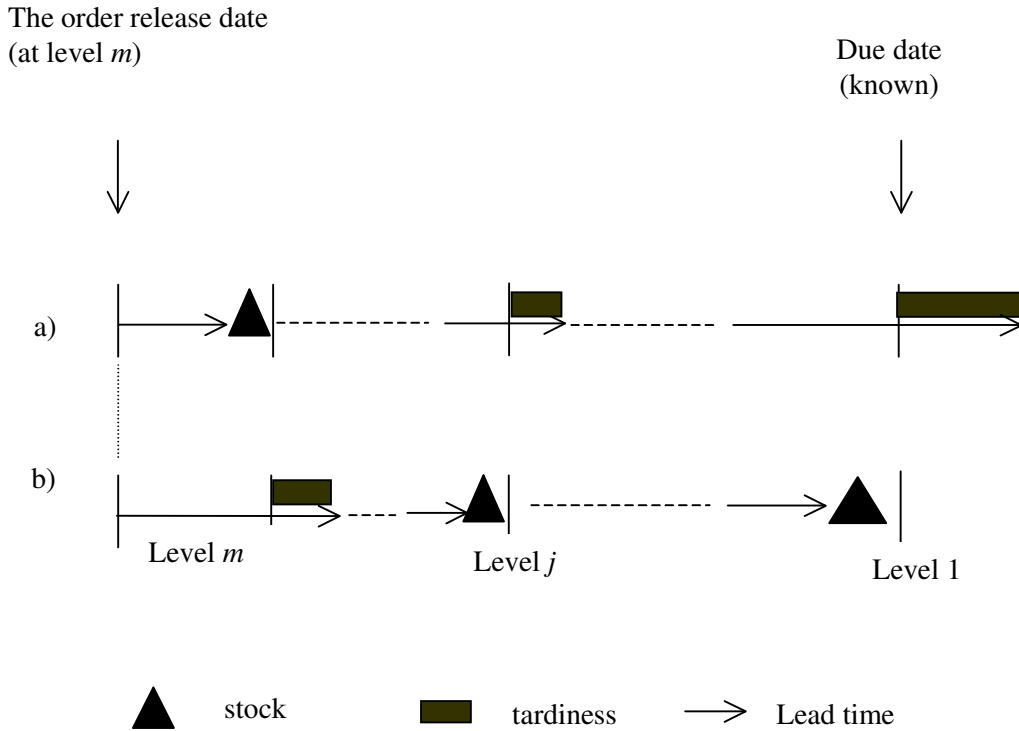 The order release date
(at level m)
Due date
(known)
a)
b)
Level m
Level j
Level 1
stock
tardiness
Lead time